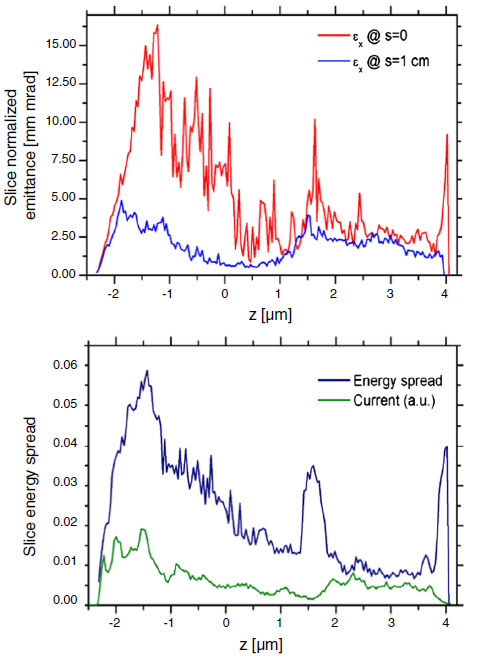 Slice normalized
emittance [mm mrad]
15.00
12.50
10.00
7.50
5.00
2.50
0.00
εx @ s=0
εx @ s=1 cm
-2 -1 0 1 2 3 4
z [µm]
Slice energy spread
0.06
0.05
0.04
0.03
0.02
0.01
0.00
Energy spread
Current (a.u.)
-2 -1 0 1 2 3 4
z [µm]